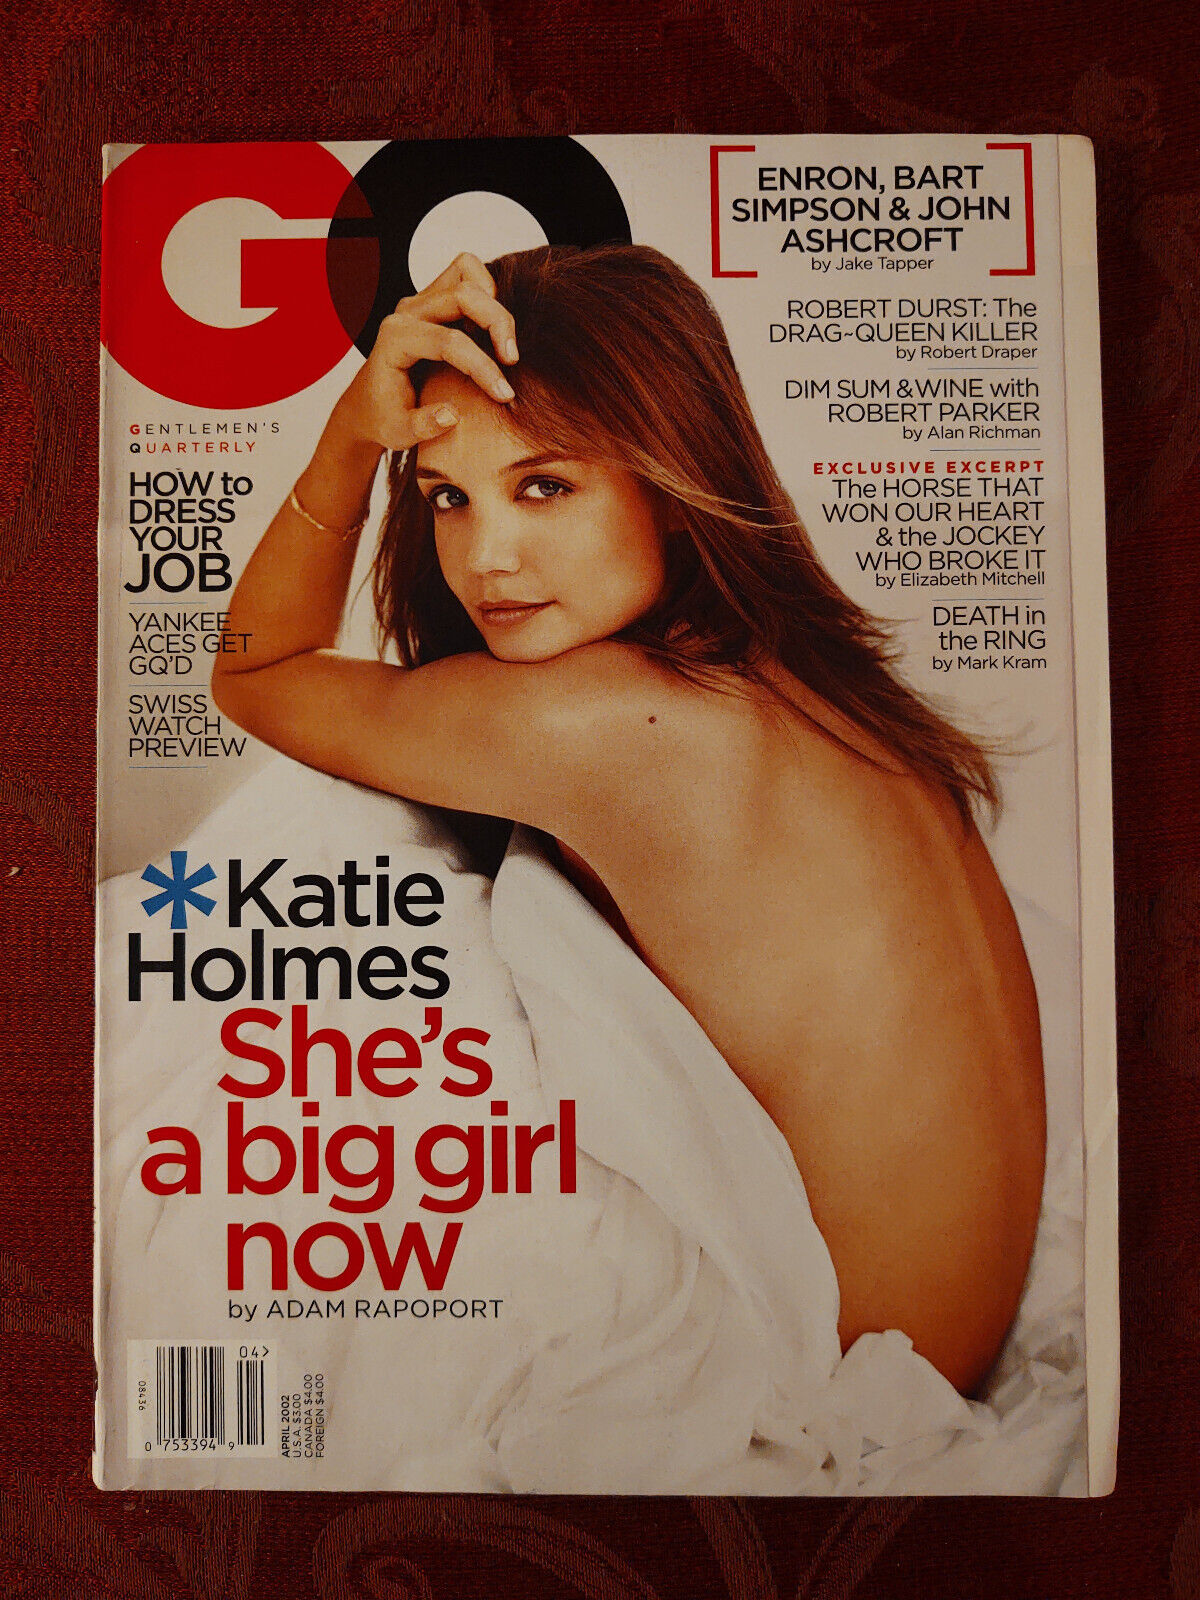 GQ
GENTLEMEN'S
QUARTERLY
HOW to
DRESS
YOUR
JOB
YANKEE
ACES GET
GQ'D
SWISS
WATCH
PREVIEW
[ENRON, BART
SIMPSON & JOHN
ASHCROFT
by Jake Tapper]
ROBERT DURST: The
DRAG~QUEEN KILLER
by Robert Draper
DIM SUM & WINE with
ROBERT PARKER
by Alan Richman
EXCLUSIVE EXCERPT
The HORSE THAT
WON OUR HEART
& the JOCKEY
WHO BROKE IT
by Elizabeth Mitchell
DEATH in
the RING
by Mark Kram
*Katie
Holmes
She's
a big girl
now
by ADAM RAPOPORT
04>
08436
0 753394 9
APRIL 2002
U.S.A. $3.00
CANADA $4.00
FOREIGN $4.00